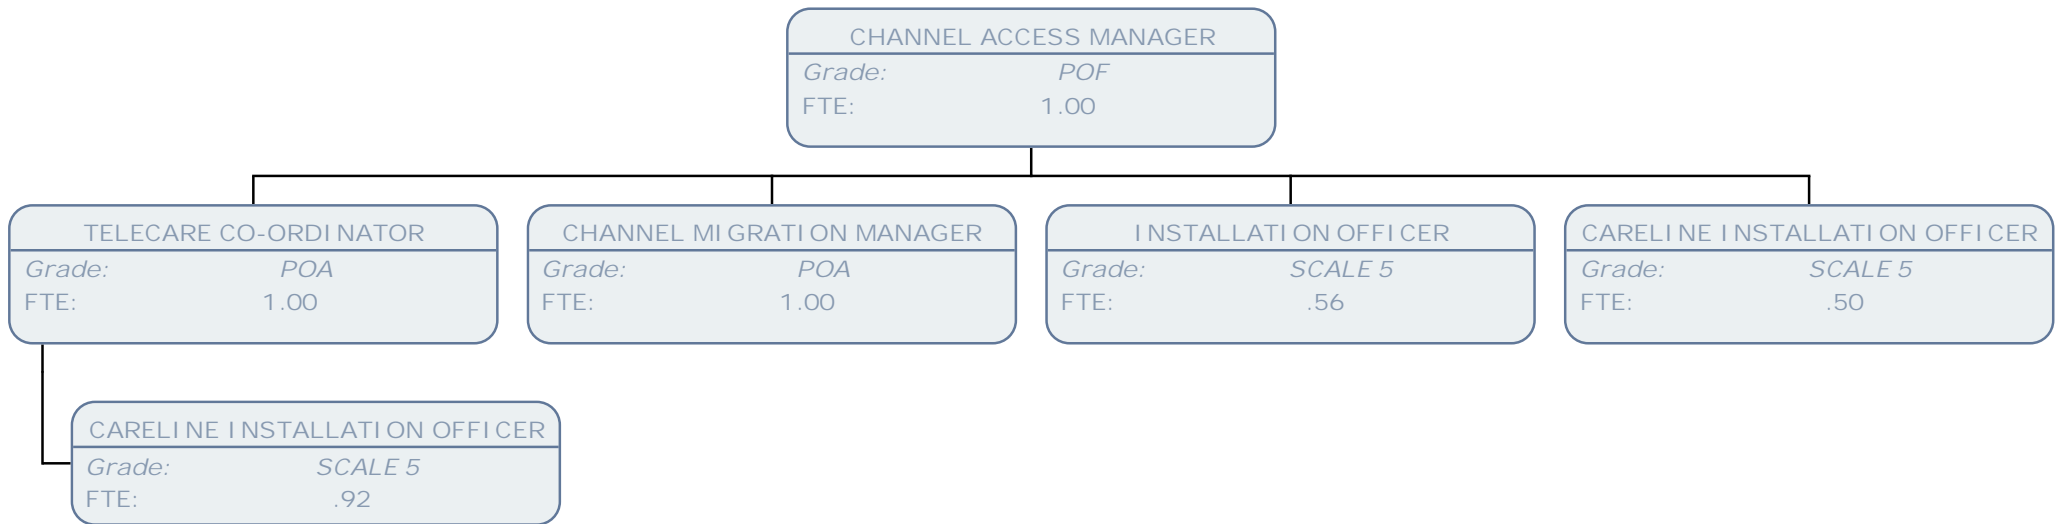 CHANNEL ACCESS MANAGER
Grade: POF
FTE: 1.00
TELECARE CO-ORDINATOR
Grade: POA
FTE: 1.00
CHANNEL MIGRATION MANAGER
Grade: POA
FTE: 1.00
INSTALLATION OFFICER
Grade: SCALE 5
FTE: .56
CARELINE INSTALLATION OFFICER
Grade: SCALE 5
FTE: .50
CARELINE INSTALLATION OFFICER
Grade: SCALE 5
FTE: .92